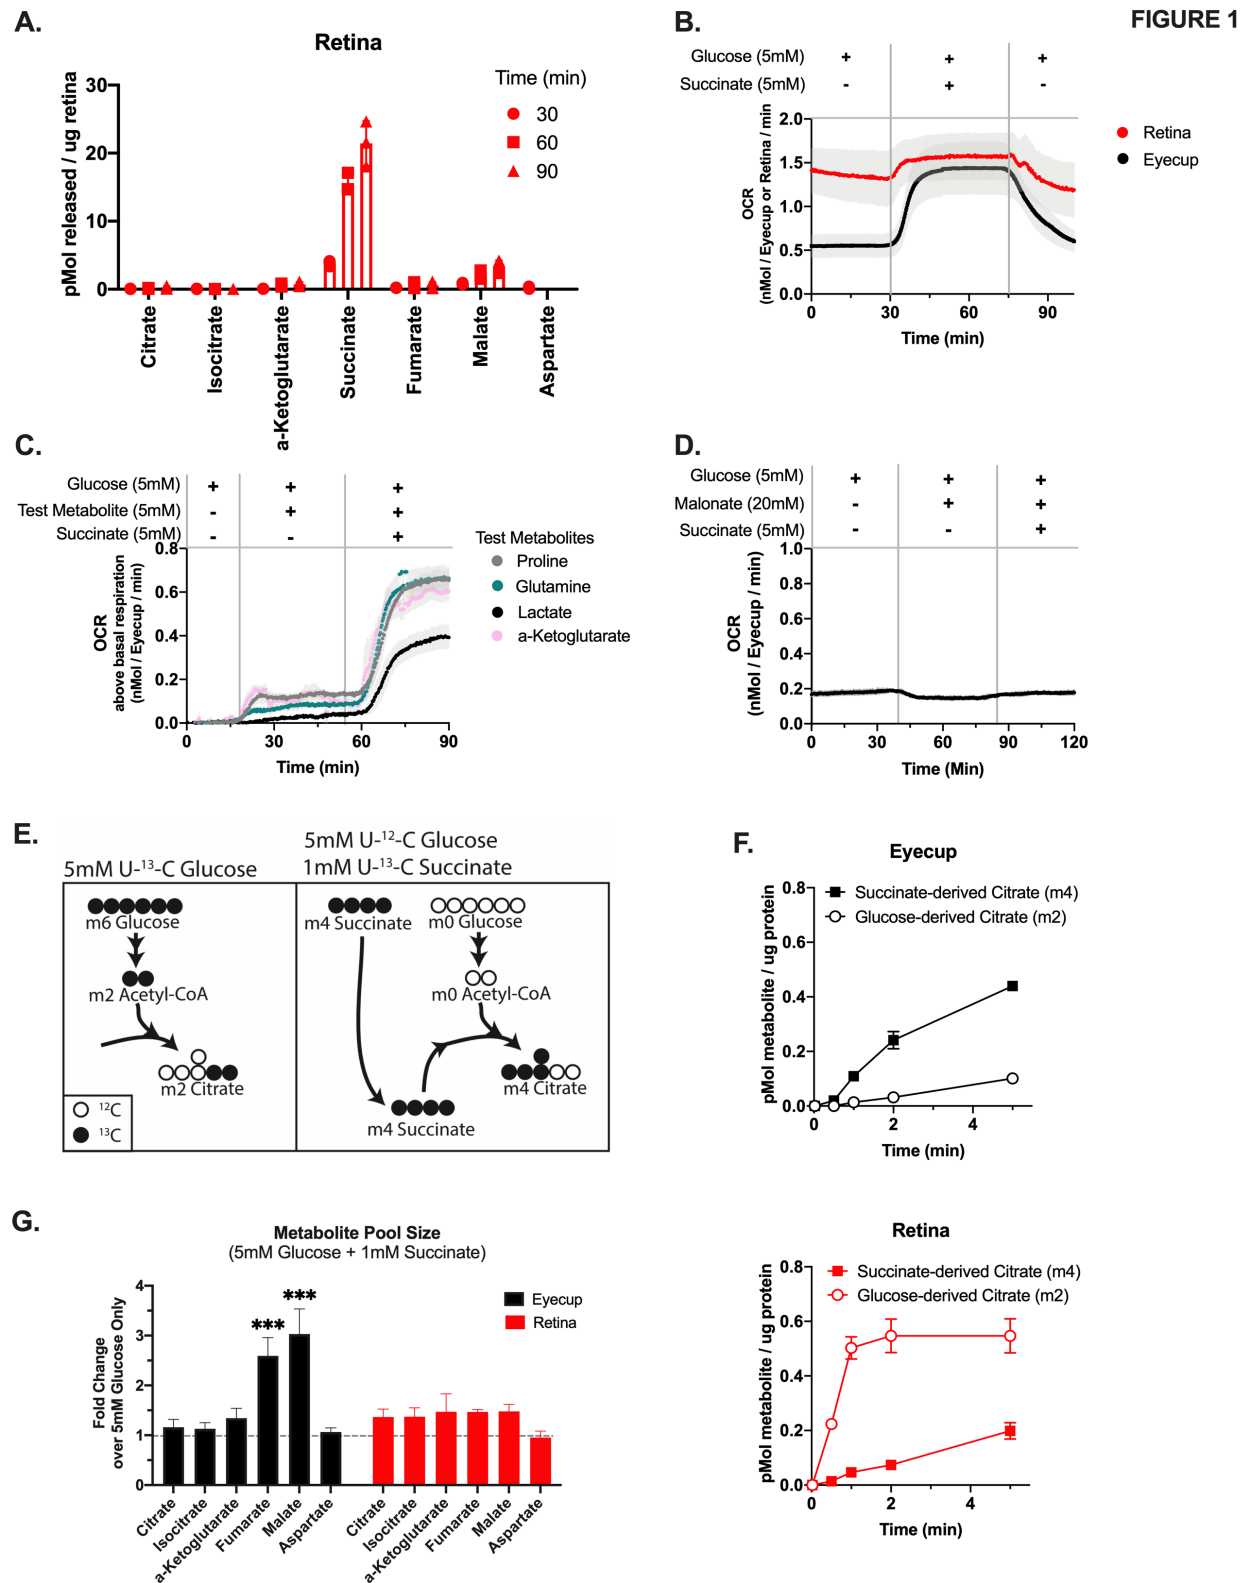 FIGURE 1
A.
Retina
Time (min)
30
60
90
pMol released / ug retina
30
20
10
0
Citrate
Isocitrate
a-Ketoglutarate
Succinate
Fumarate
Malate
Aspartate
B.
Glucose (5mM) + + +
Succinate (5mM) - + -
Retina
Eyecup
OCR
(nMol / Eyecup or Retina / min
2.0
1.5
1.0
0.5
0.0
0 30 60 90
Time (min)
C.
Glucose (5mM) + + +
Test Metabolite (5mM) - + +
Succinate (5mM) - - +
Test Metabolites
Proline
Glutamine
Lactate
a-Ketoglutarate
OCR
above basal respiration
(nMol / Eyecup / min)
0.8
0.6
0.4
0.2
0.0
0 30 60 90
Time (min)
D.
Glucose (5mM) + + +
Malonate (20mM) - + +
Succinate (5mM) - - +
OCR
(nMol / Eyecup / min)
1.0
0.8
0.6
0.4
0.2
0.0
0 30 60 90 120
Time (Min)
E.
5mM U-¹³-C Glucose
5mM U-¹²-C Glucose
1mM U-¹³-C Succinate
m6 Glucose
m2 Acetyl-CoA
m2 Citrate
¹²C
¹³C
m4 Succinate
m0 Glucose
m0 Acetyl-CoA
m4 Citrate
m4 Succinate
F.
Eyecup
Succinate-derived Citrate (m4)
Glucose-derived Citrate (m2)
pMol metabolite / ug protein
0.8
0.6
0.4
0.2
0.0
0 2 4
Time (min)
Retina
Succinate-derived Citrate (m4)
Glucose-derived Citrate (m2)
pMol metabolite / ug protein
0.8
0.6
0.4
0.2
0.0
0 2 4
Time (min)
G.
Metabolite Pool Size
(5mM Glucose + 1mM Succinate)
Eyecup
Retina
Fold Change
over 5mM Glucose Only
4
3
2
1
0
*** ***
Citrate
Isocitrate
a-Ketoglutarate
Fumarate
Malate
Aspartate
Citrate
Isocitrate
a-Ketoglutarate
Fumarate
Malate
Aspartate